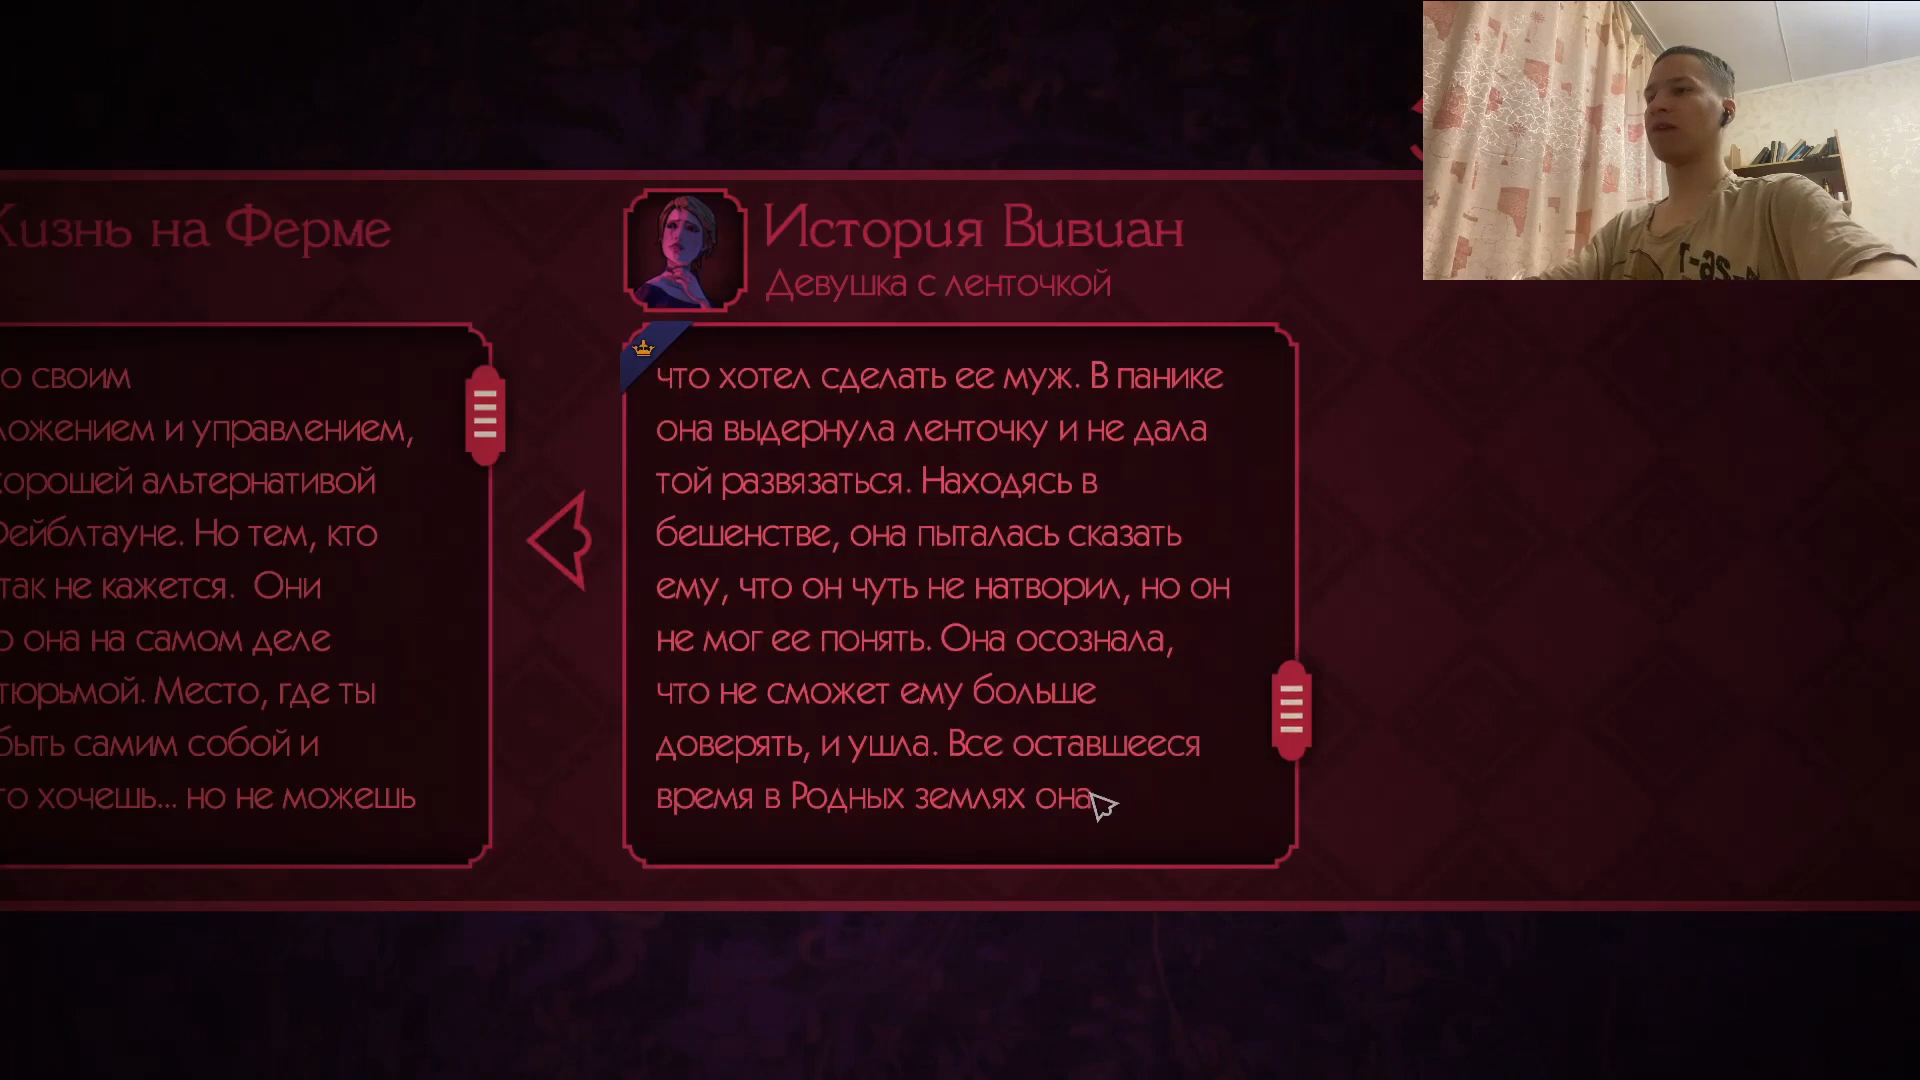 Жизнь на Ферме
о своим
ложением и управлением,
хорошей альтернативой
Фейблтауне. Но тем, кто
так не кажется. Они
о она на самом деле
тюрьмой. Место, где ты
быть самим собой и
то хочешь... но не можешь
История Вивиан
Девушка с ленточкой
что хотел сделать ее муж. В панике
она выдернула ленточку и не дала
той развязаться. Находясь в
бешенстве, она пыталась сказать
ему, что он чуть не натворил, но он
не мог ее понять. Она осознала,
что не сможет ему больше
доверять, и ушла. Все оставшееся
время в Родных землях она